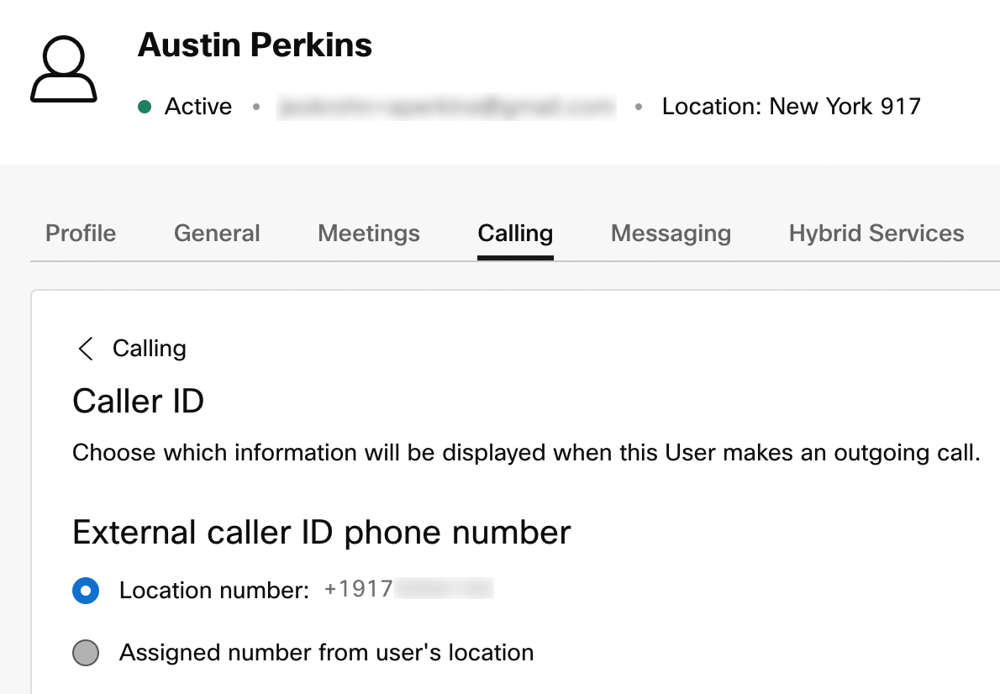 Austin Perkins
Active • • Location: New York 917
Profile General Meetings Calling Messaging Hybrid Services
Calling
Caller ID
Choose which information will be displayed when this User makes an outgoing call.
External caller ID phone number
Location number: +1917
Assigned number from user's location